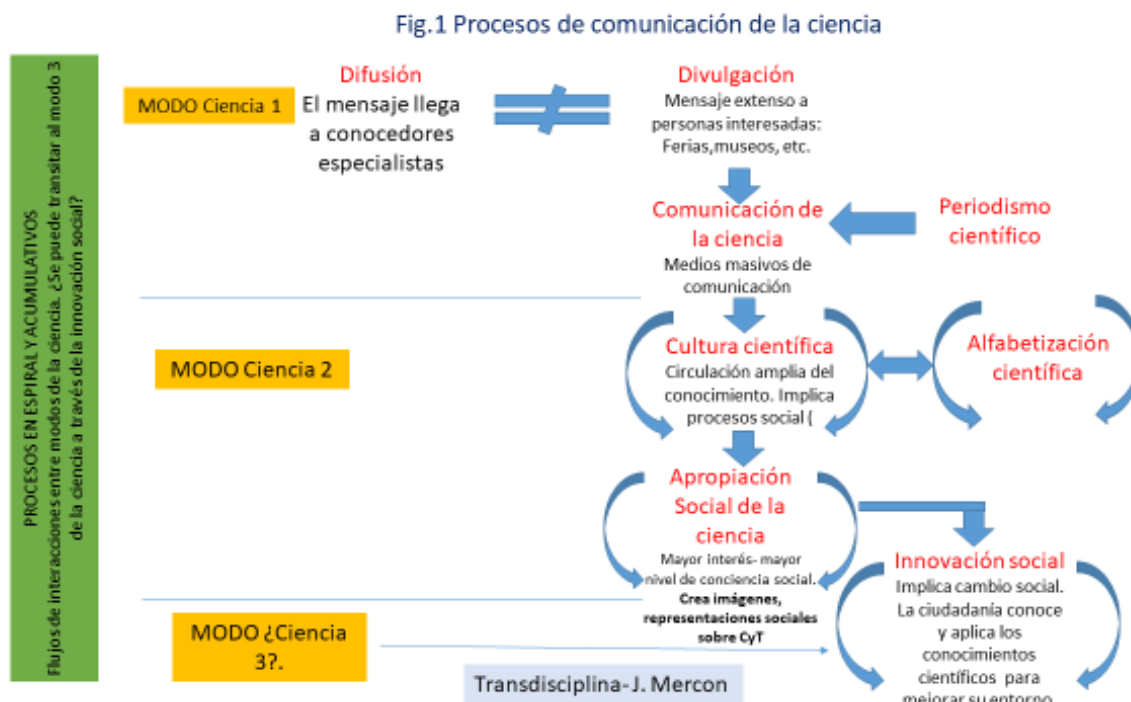 Fig.1 Procesos de comunicación de la ciencia
PROCESOS EN ESPIRAL Y ACUMULATIVOS
Flujos de interacciones entre modos de la ciencia. ¿Se puede transitar al modo 3
de la ciencia a través de la innovación social?
MODO Ciencia 1
Difusión
El mensaje llega
a conocedores
especialistas
Divulgación
Mensaje extenso a
personas interesadas:
Ferias,museos, etc.
Comunicación de
la ciencia
Medios masivos de
comunicación
Periodismo
científico
MODO Ciencia 2
Cultura científica
Circulación amplia del
conocimiento. Implica
procesos social (
Alfabetización
científica
Apropiación
Social de la
ciencia
Mayor interés- mayor
nivel de conciencia social.
Crea imágenes,
representaciones sociales
sobre CyT
Innovación social
Implica cambio social.
La ciudadanía conoce
y aplica los
conocimientos
científicos para
mejorar su entorno
MODO ¿Ciencia
3?.
Transdisciplina- J. Mercon